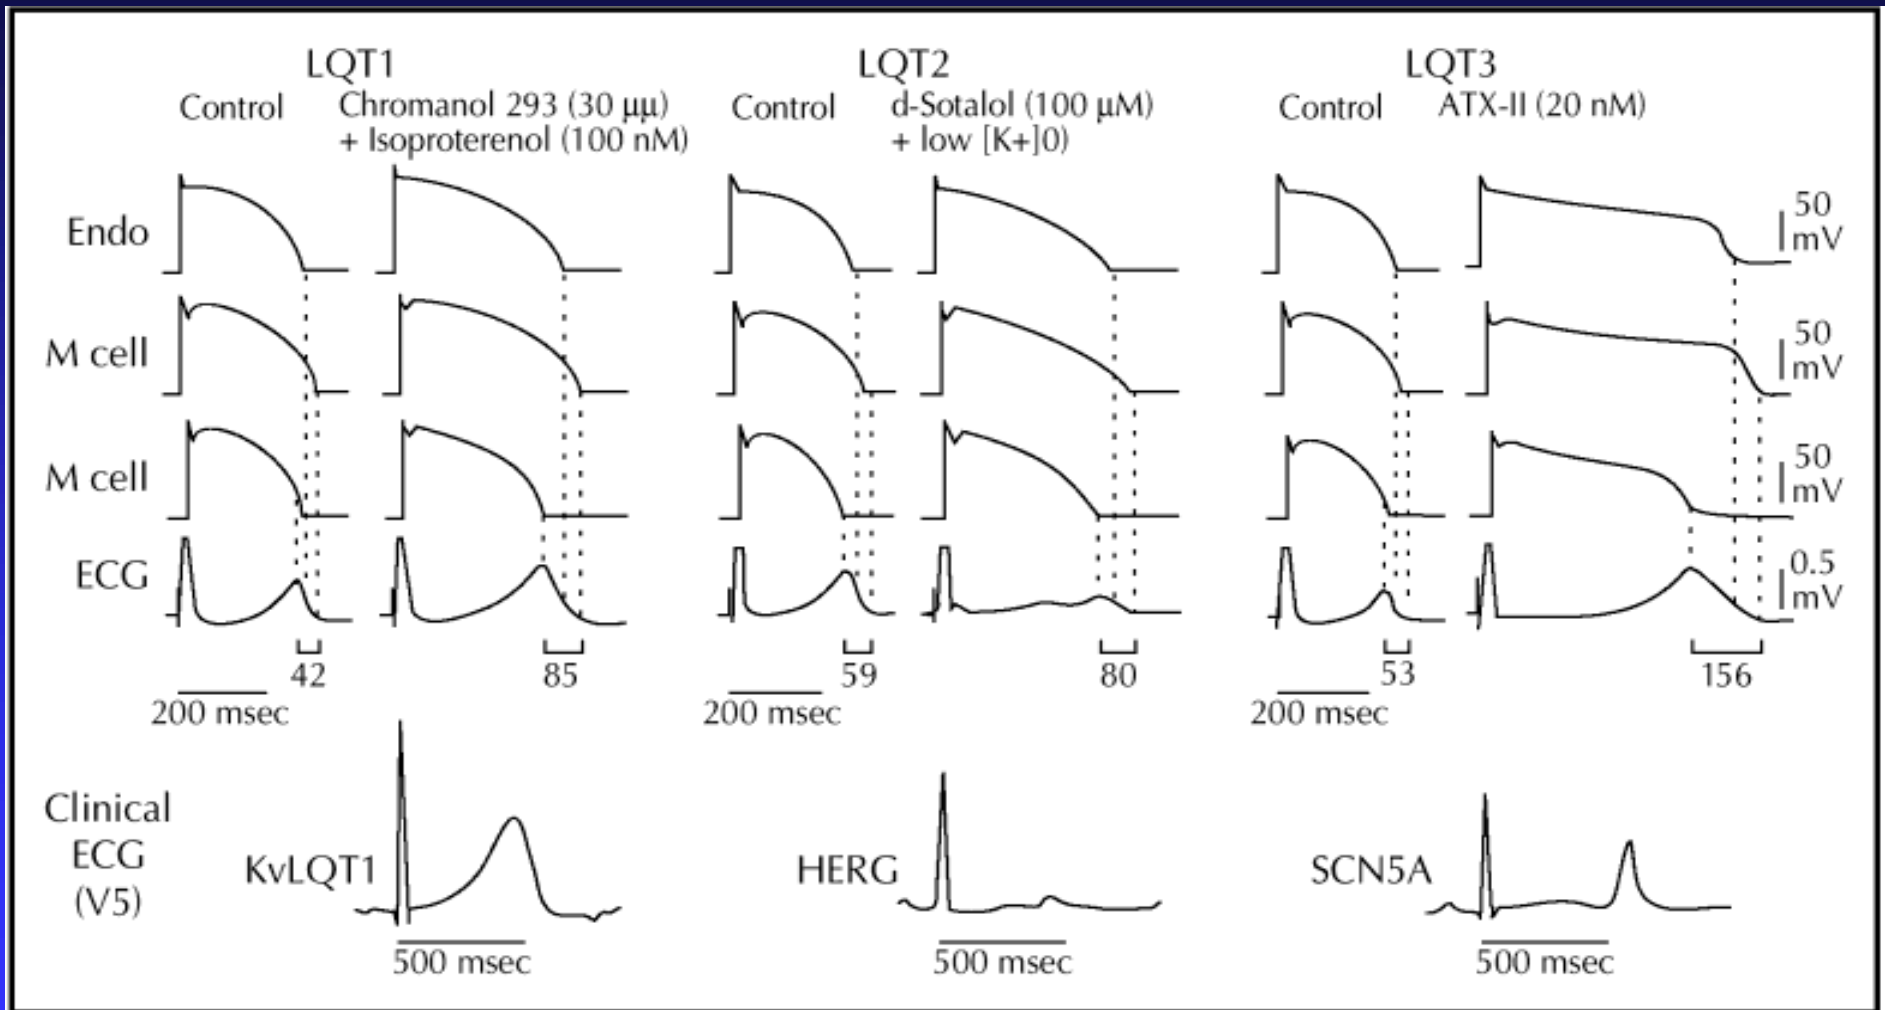 LQT1
LQT2
LQT3
Control
Chromanol 293 (30 μμ)
+ Isoproterenol (100 nM)
Control
d-Sotalol (100 μM)
+ low [K+]0)
Control
ATX-II (20 nM)
Endo
50
mV
M cell
50
mV
M cell
50
mV
ECG
0.5
mV
42
85
59
80
53
156
200 msec
200 msec
200 msec
Clinical
ECG
(V5)
KvLQT1
HERG
SCN5A
500 msec
500 msec
500 msec